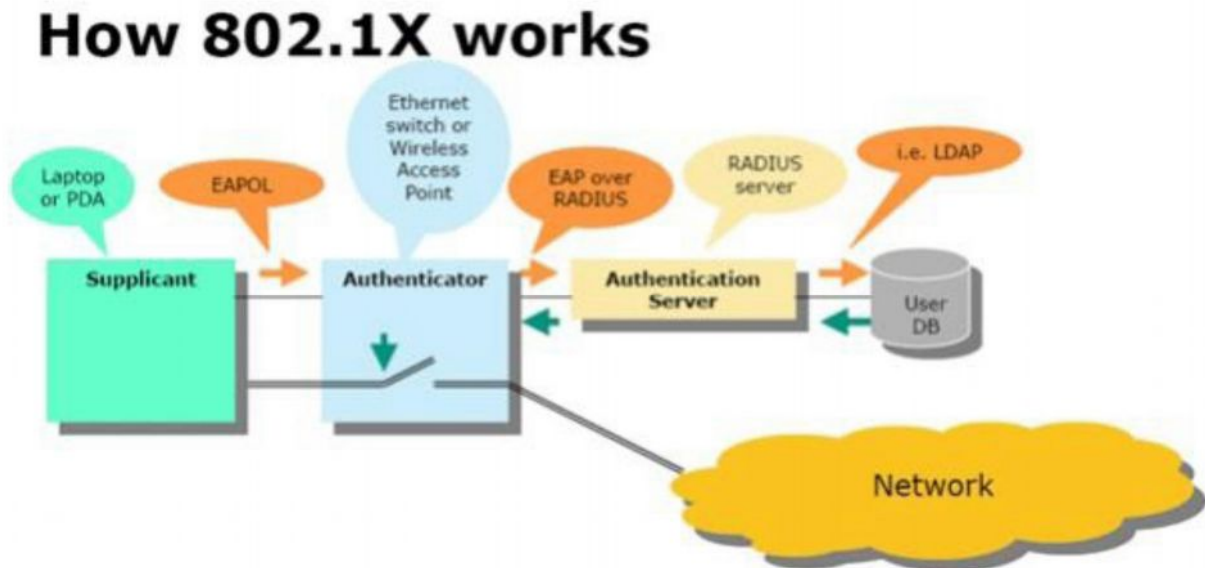 How 802.1X works
Ethernet
switch or
Wireless
Access
Point
Laptop
or PDA
EAPOL
EAP over
RADIUS
RADIUS
server
i.e. LDAP
Supplicant
Authenticator
Authentication
Server
User
DB
Network